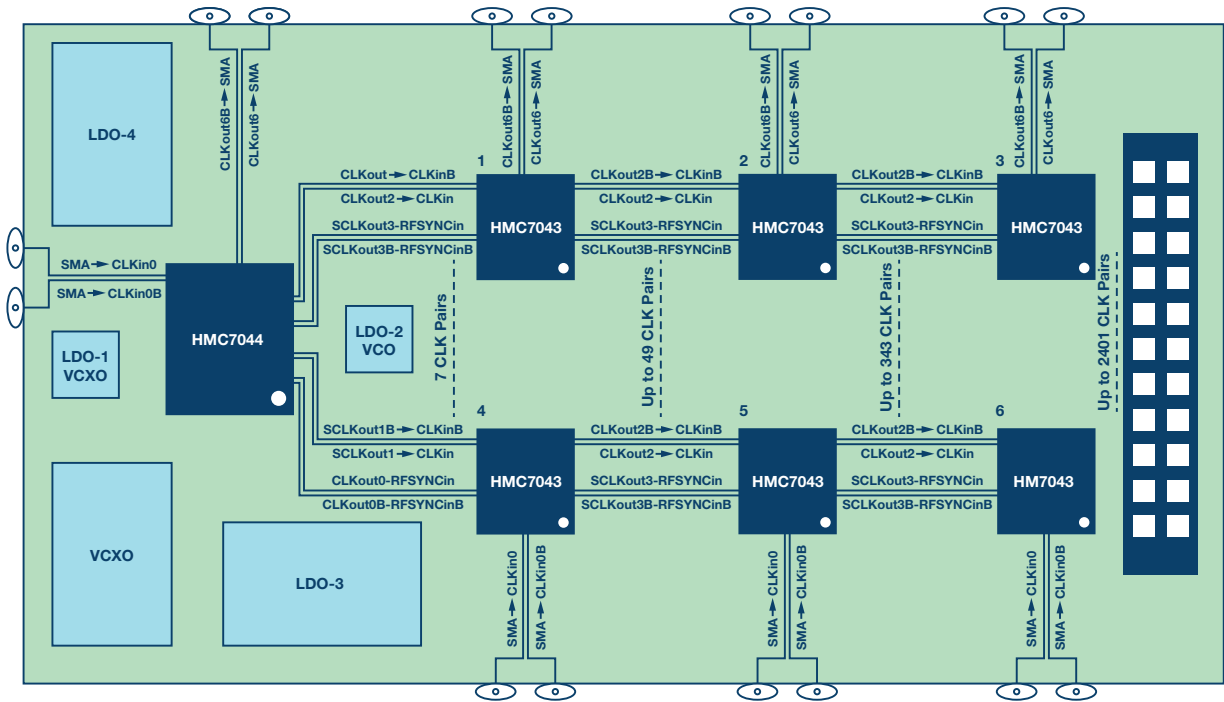 CLKout6B→SMA
CLKout6→SMA
CLKout6B→SMA
CLKout6→SMA
CLKout6B→SMA
CLKout6→SMA
CLKout6B→SMA
CLKout6→SMA
LDO-4
1
2
3
CLKout→CLKinB
CLKout2→CLKin
CLKout2B→CLKinB
CLKout2→CLKin
CLKout2B→CLKinB
CLKout2→CLKin
SCLKout3-RFSYNCin
SCLKout3B-RFSYNCinB
HMC7043
SCLKout3-RFSYNCin
SCLKout3B-RFSYNCinB
HMC7043
SCLKout3-RFSYNCin
SCLKout3B-RFSYNCinB
HMC7043
SMA→CLKin0
SMA→CLKin0B
HMC7044
LDO-1
VCXO
LDO-2
VCO
7 CLK Pairs
Up to 49 CLK Pairs
Up to 343 CLK Pairs
Up to 2401 CLK Pairs
4
5
6
SCLKout1B→CLKinB
SCLKout1→CLKin
CLKout2B→CLKinB
CLKout2→CLKin
CLKout2B→CLKinB
CLKout2→CLKin
CLKout0-RFSYNCin
CLKout0B-RFSYNCinB
HMC7043
SCLKout3-RFSYNCin
SCLKout3B-RFSYNCinB
HMC7043
SCLKout3-RFSYNCin
SCLKout3B-RFSYNCinB
HM7043
VCXO
LDO-3
SMA→CLKin0
SMA→CLKin0B
SMA→CLKin0
SMA→CLKin0B
SMA→CLKin0
SMA→CLKin0B